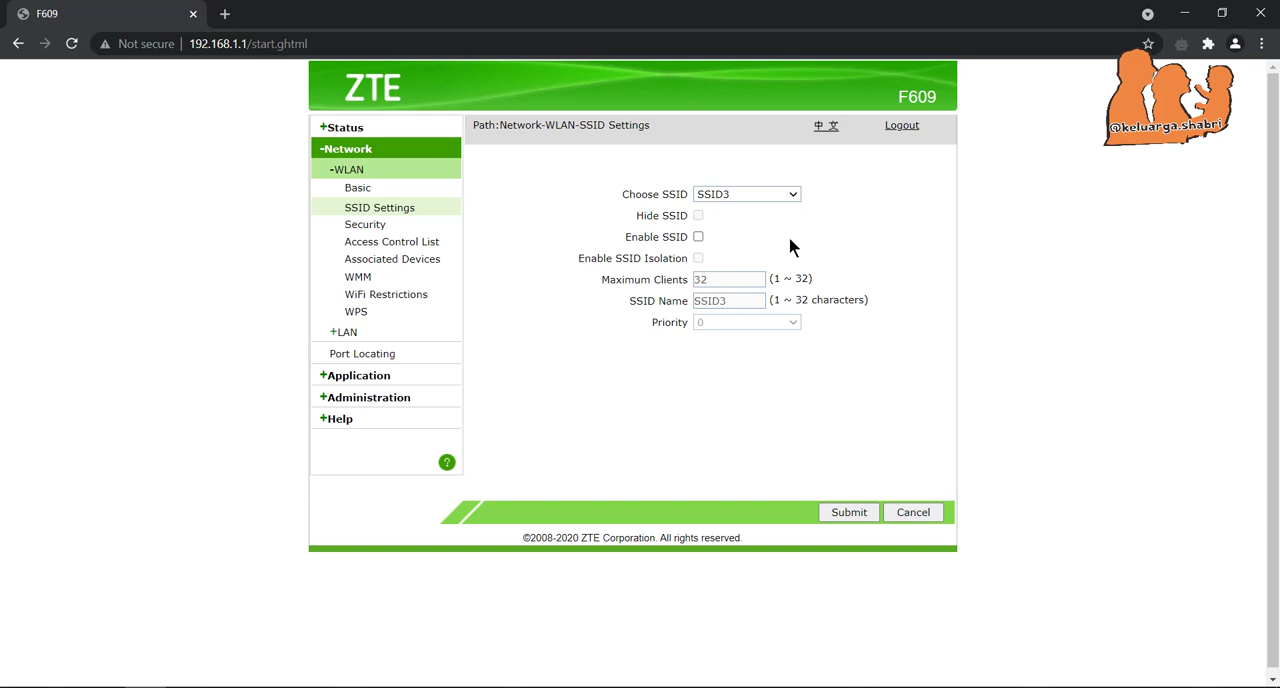 F609
Not secure
192.168.1.1/start.ghtml
@keluarga.shabri
ZTE
F609
+Status
-Network
-WLAN
Basic
SSID Settings
Security
Access Control List
Associated Devices
WMM
WiFi Restrictions
WPS
+LAN
Port Locating
+Application
+Administration
+Help
?
Path:Network-WLAN-SSID Settings
中文
Logout
Choose SSID SSID3
Hide SSID
Enable SSID
Enable SSID Isolation
Maximum Clients 32 (1 ~ 32)
SSID Name SSID3 (1 ~ 32 characters)
Priority 0
Submit
Cancel
©2008-2020 ZTE Corporation. All rights reserved.